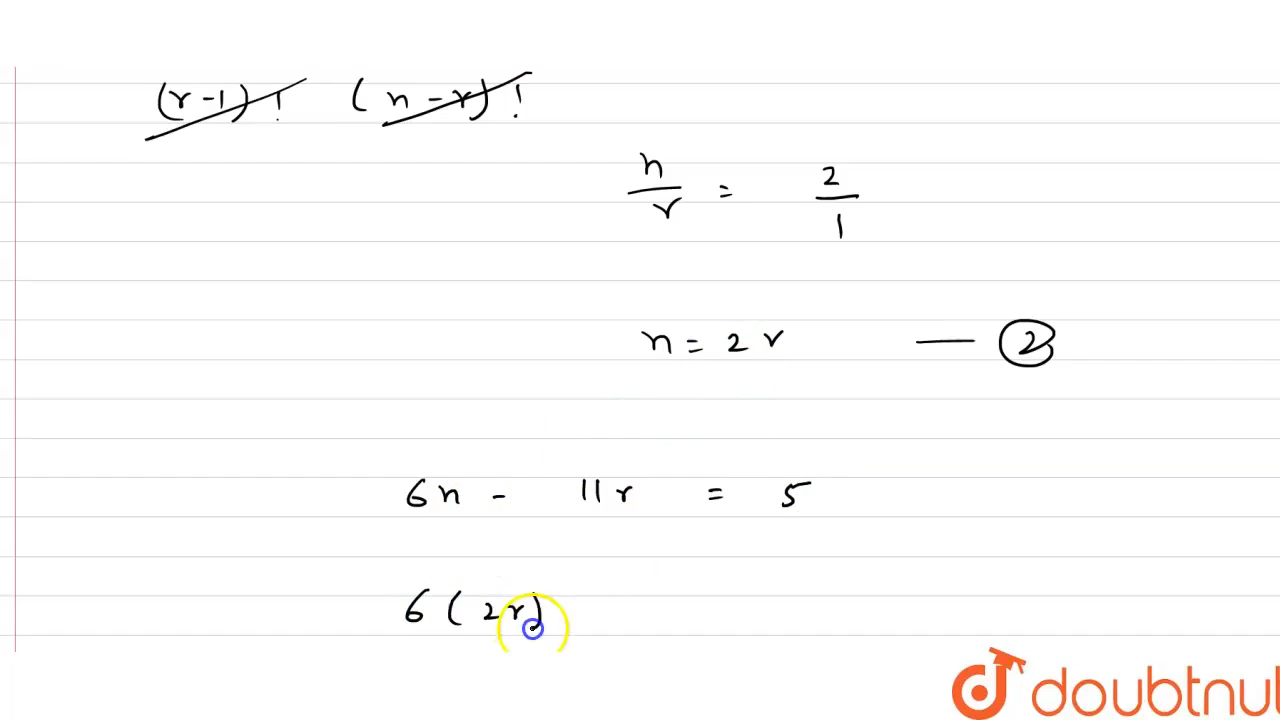 (r-1)! (n-r)!
n/r = 2/1
n = 2r — 2
6n - 11r = 5
6(2r)
doubtnut